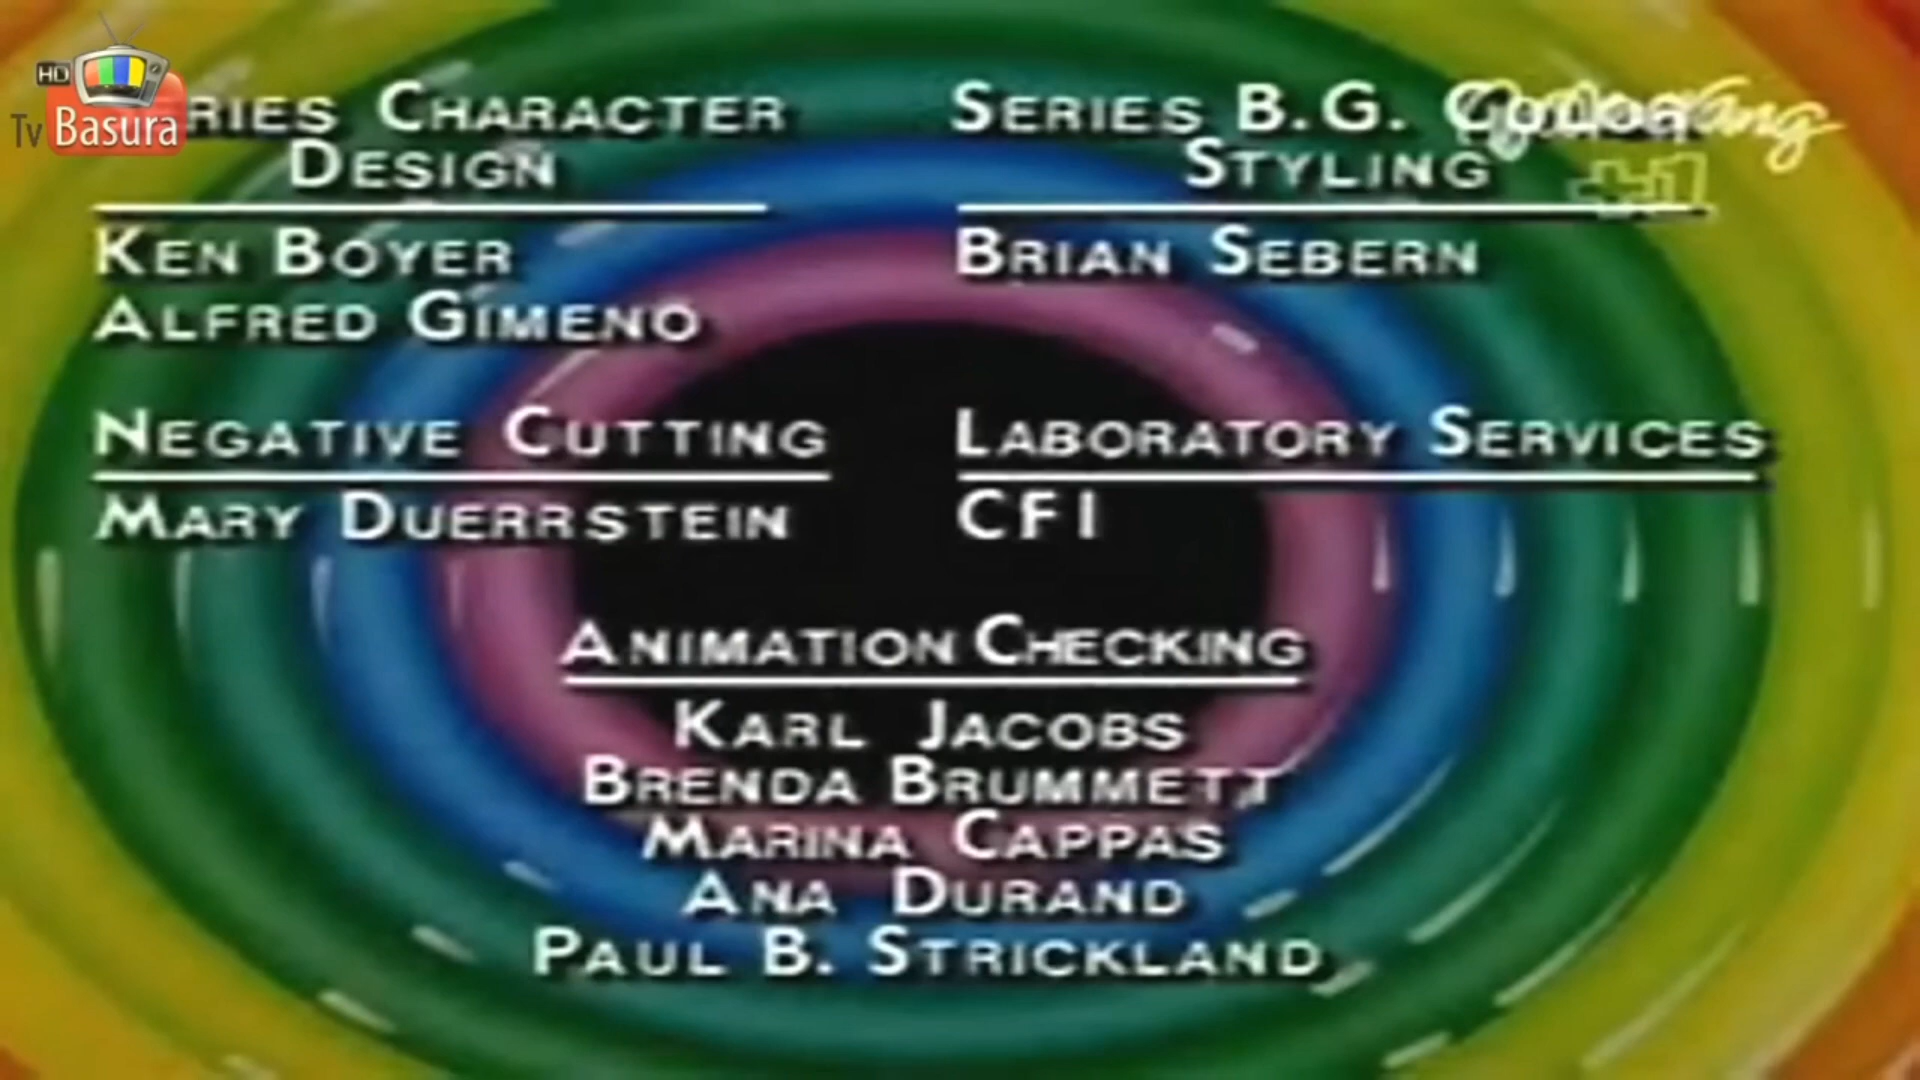 HD
Tv Basura
RIES CHARACTER
DESIGN
KEN BOYER
ALFRED GIMENO
SERIES B.G. COLOR
STYLING
+1
BRIAN SEBERN
NEGATIVE CUTTING
MARY DUERRSTEIN
LABORATORY SERVICES
CFI
ANIMATION CHECKING
KARL JACOBS
BRENDA BRUMMETT
MARINA CAPPAS
ANA DURAND
PAUL B. STRICKLAND